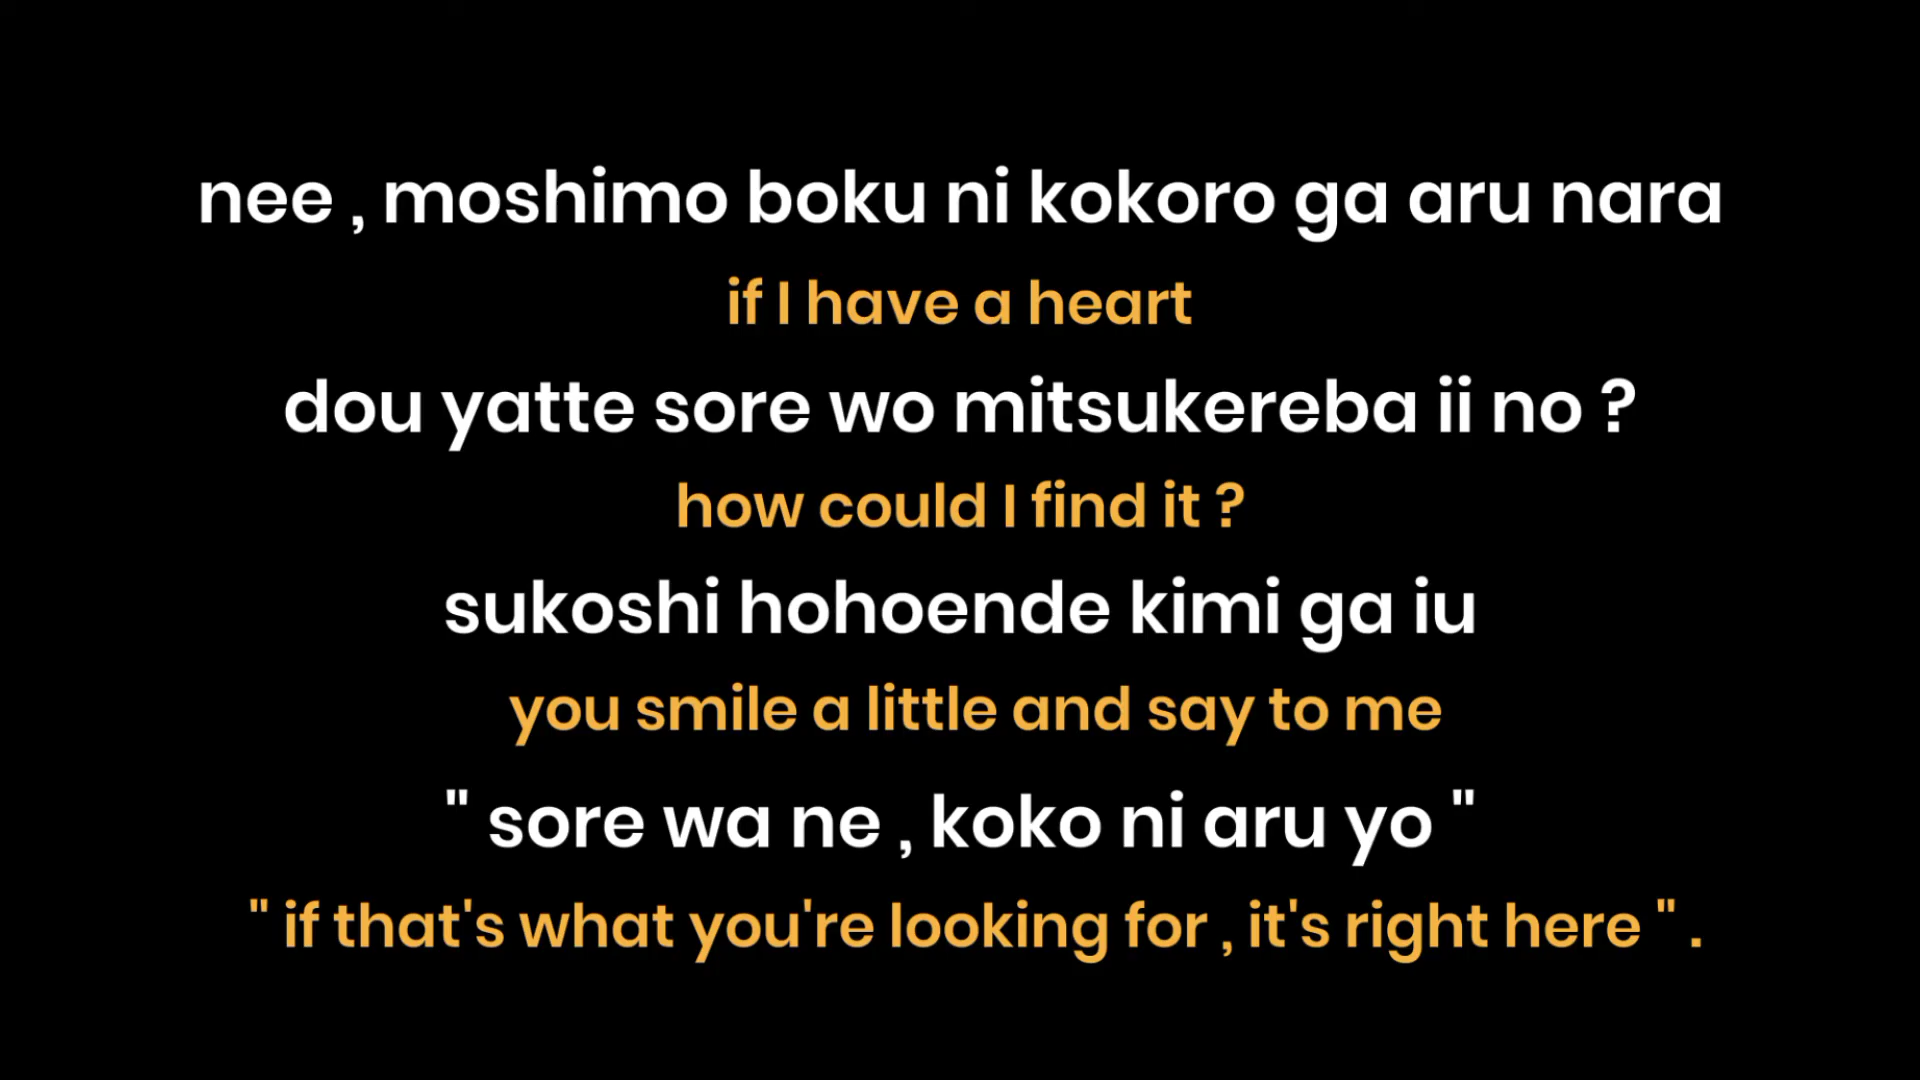 nee , moshimo boku ni kokoro ga aru nara
if I have a heart
dou yatte sore wo mitsukereba ii no ?
how could I find it ?
sukoshi hohoende kimi ga iu
you smile a little and say to me
" sore wa ne , koko ni aru yo "
" if that's what you're looking for , it's right here " .